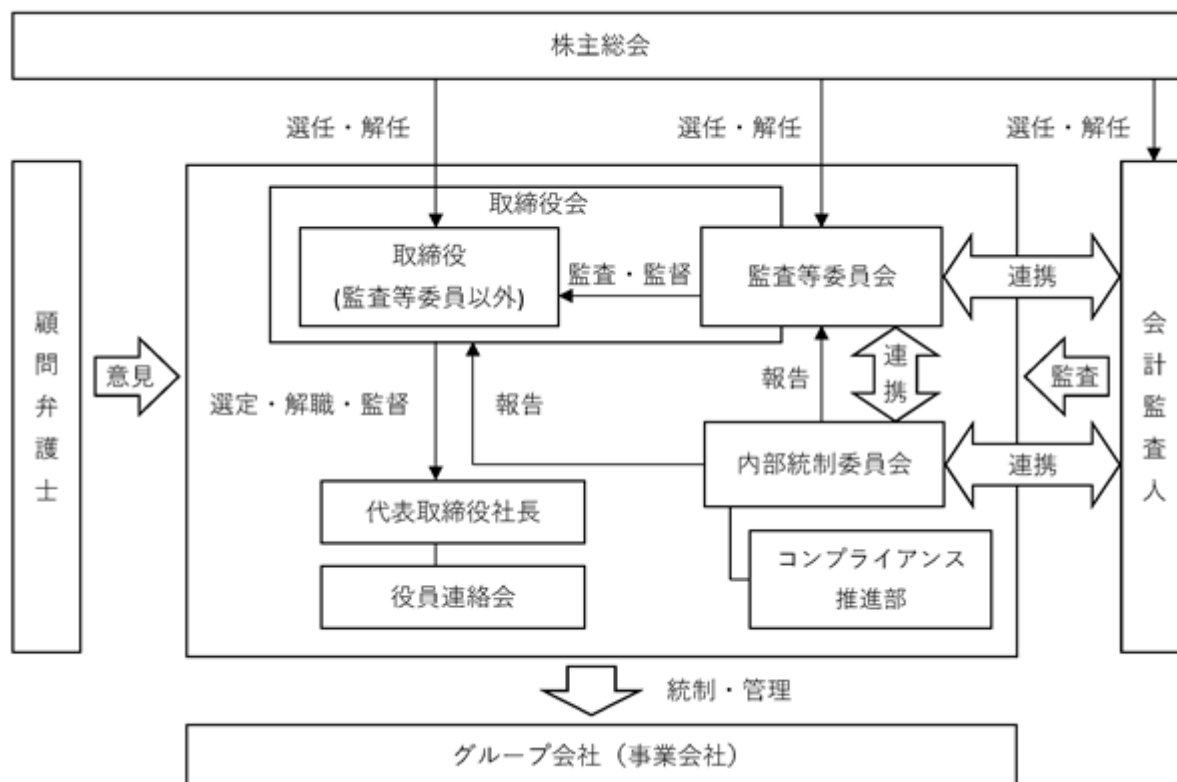 株主総会
選任・解任
選任・解任
選任・解任
取締役会
取締役
(監査等委員以外)
監査・監督
監査等委員会
連携
顧問弁護士
意見
会計監査人
監査
選定・解職・監督
報告
報告
連携
内部統制委員会
連携
代表取締役社長
役員連絡会
コンプライアンス
推進部
統制・管理
グループ会社（事業会社）